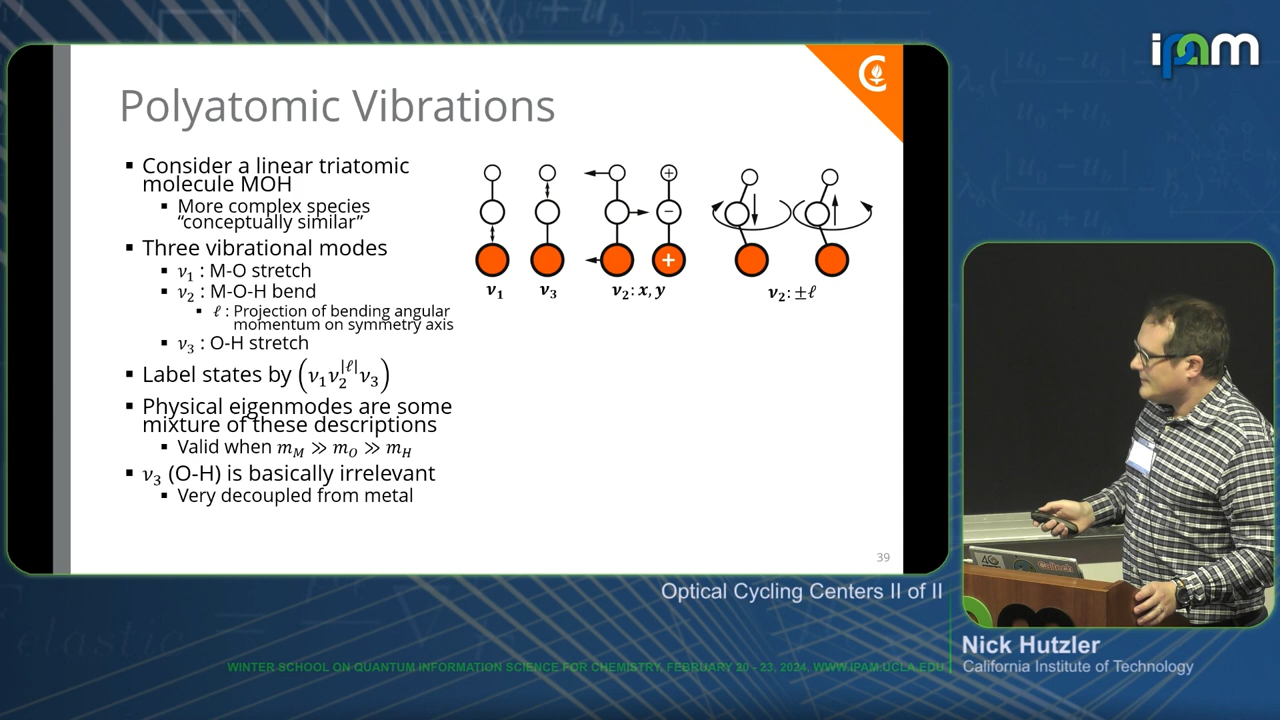 ipam
Polyatomic Vibrations
▪ Consider a linear triatomic
molecule MOH
▪ More complex species
“conceptually similar”
▪ Three vibrational modes
▪ ν₁ : M-O stretch
▪ ν₂ : M-O-H bend
▪ ℓ : Projection of bending angular
momentum on symmetry axis
▪ ν₃ : O-H stretch
▪ Label states by (ν₁ν₂^|ℓ|ν₃)
▪ Physical eigenmodes are some
mixture of these descriptions
▪ Valid when m_M ≫ m_O ≫ m_H
▪ ν₃ (O-H) is basically irrelevant
▪ Very decoupled from metal
+
−
+
ν₁ ν₃ ν₂: x, y ν₂: ±ℓ
39
Optical Cycling Centers II of II
Nick Hutzler
California Institute of Technology
WINTER SCHOOL ON QUANTUM INFORMATION SCIENCE FOR CHEMISTRY, FEBRUARY 20 - 23, 2024, WWW.IPAM.UCLA.EDU
elastic
Caltech